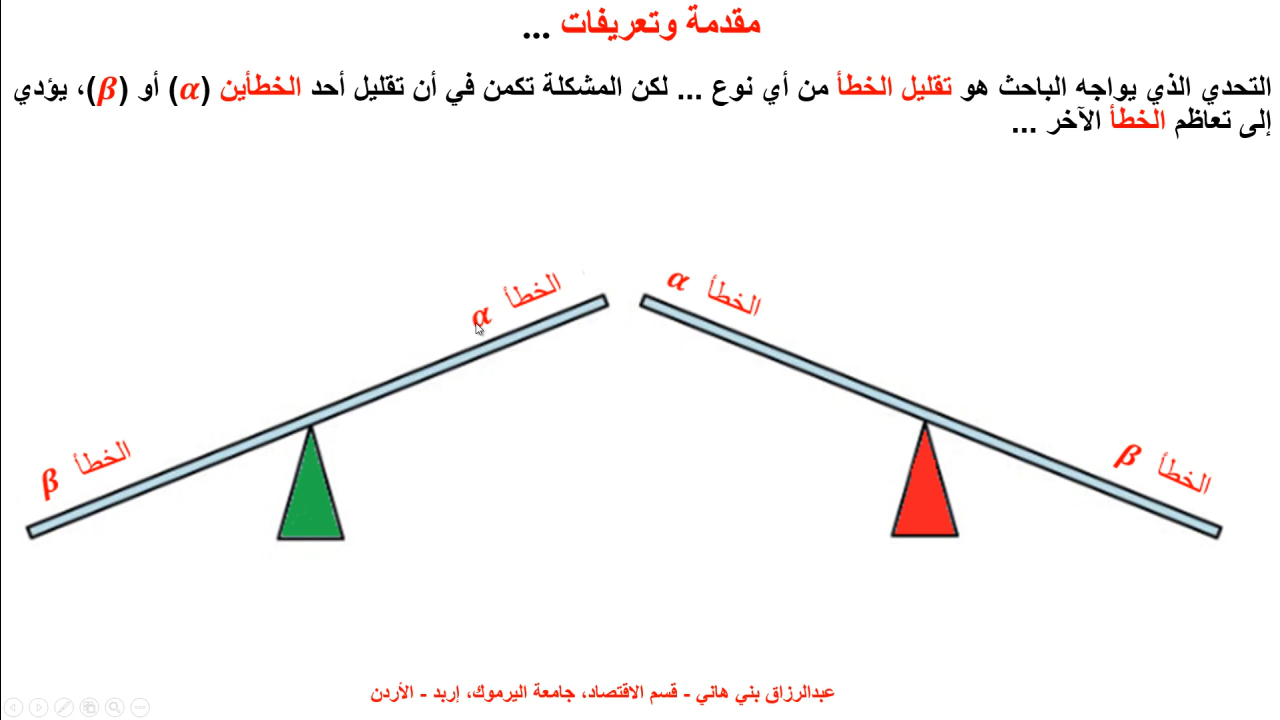 مقدمة وتعريفات ...
التحدي الذي يواجه الباحث هو تقليل الخطأ من أي نوع ... لكن المشكلة تكمن في أن تقليل أحد الخطأين (α) أو (β)، يؤدي
إلى تعاظم الخطأ الآخر ...
الخطأ α
الخطأ α
الخطأ β
الخطأ β
عبدالرزاق بني هاني - قسم الاقتصاد، جامعة اليرموك، إربد - الأردن